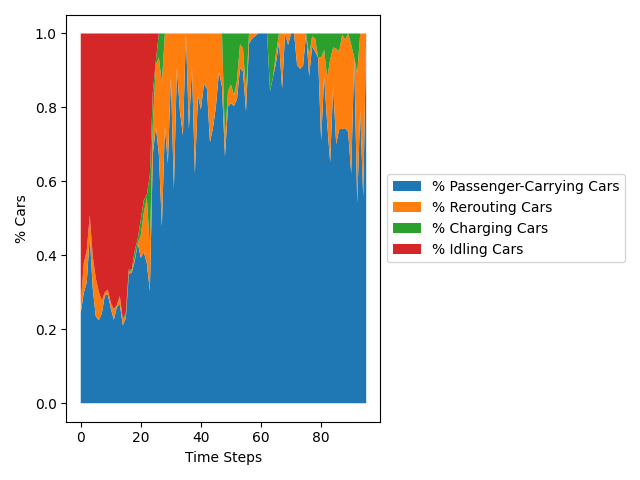 1.0
0.8
0.6
0.4
0.2
0.0
% Cars
0
20
40
60
80
Time Steps
% Passenger-Carrying Cars
% Rerouting Cars
% Charging Cars
% Idling Cars